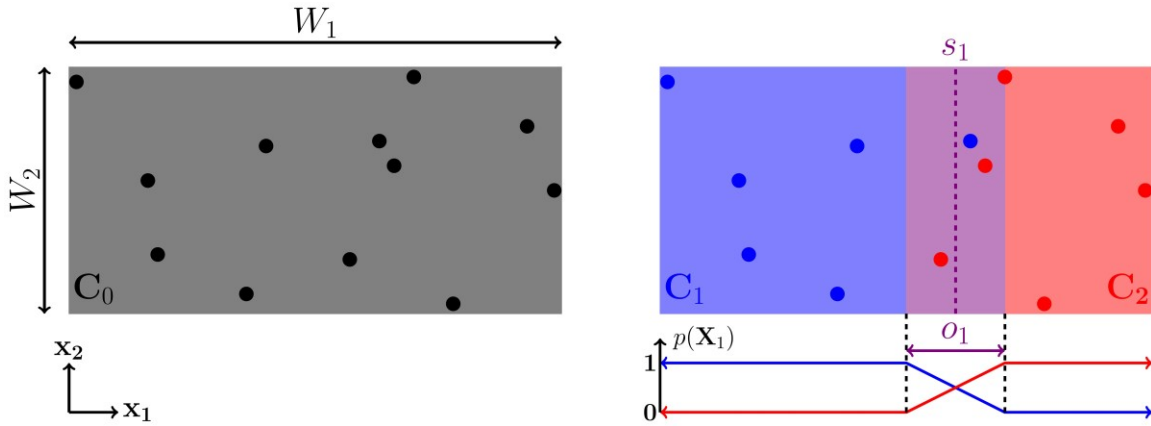 W₁
W₂
C₀
x₂
x₁
s₁
C₁
C₂
o₁
p(X₁)
1
0